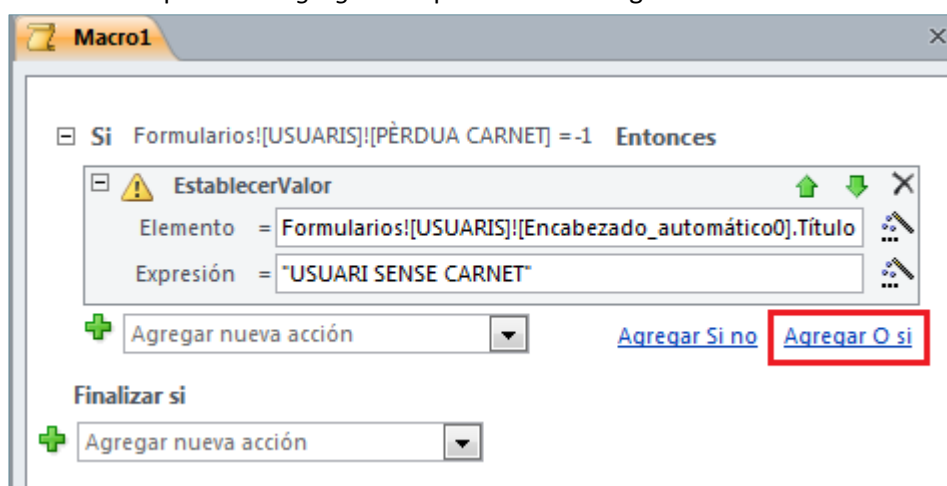 Macro1
Si Formularios![USUARIS]![PÈRDUA CARNET] =-1 Entonces
EstablecerValor
Elemento = Formularios![USUARIS]![Encabezado_automático0].Título
Expresión = "USUARI SENSE CARNET"
Agregar nueva acción Agregar Si no Agregar O si
Finalizar si
Agregar nueva acción